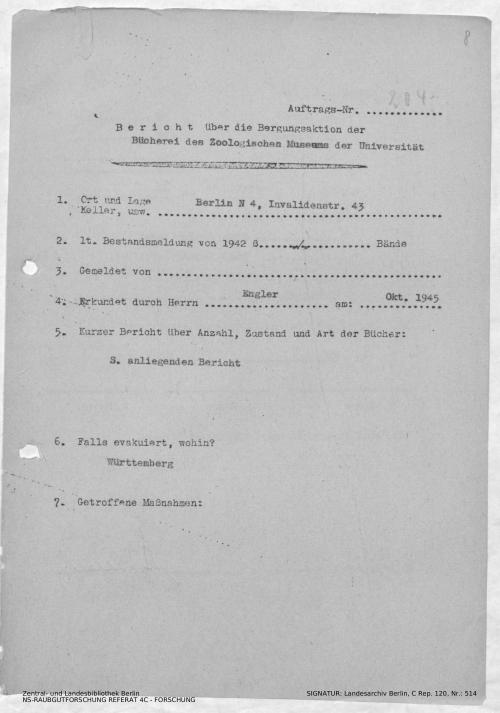 8
Auftrags-Nr. 204
B e r i c h t über die Bergungsaktion der
Bücherei des Zoologischen Museums der Universität
1. Ort und Lage Berlin N 4, Invalidenstr. 43
Keller, usw. ..............................
2. lt. Bestandsmeldung von 1942 ß........./.......... Bände
3. Gemeldet von ..............................
4. Erkundet durch Herrn Engler am: Okt. 1945
5. Kurzer Bericht über Anzahl, Zustand und Art der Bücher:
S. anliegenden Bericht
6. Falls evakuiert, wohin?
Württemberg
7. Getroffene Maßnahmen:
Zentral- und Landesbibliothek Berlin
NS-RAUBGUTFORSCHUNG REFERAT 4C - FORSCHUNG
SIGNATUR: Landesarchiv Berlin, C Rep. 120, Nr.: 514